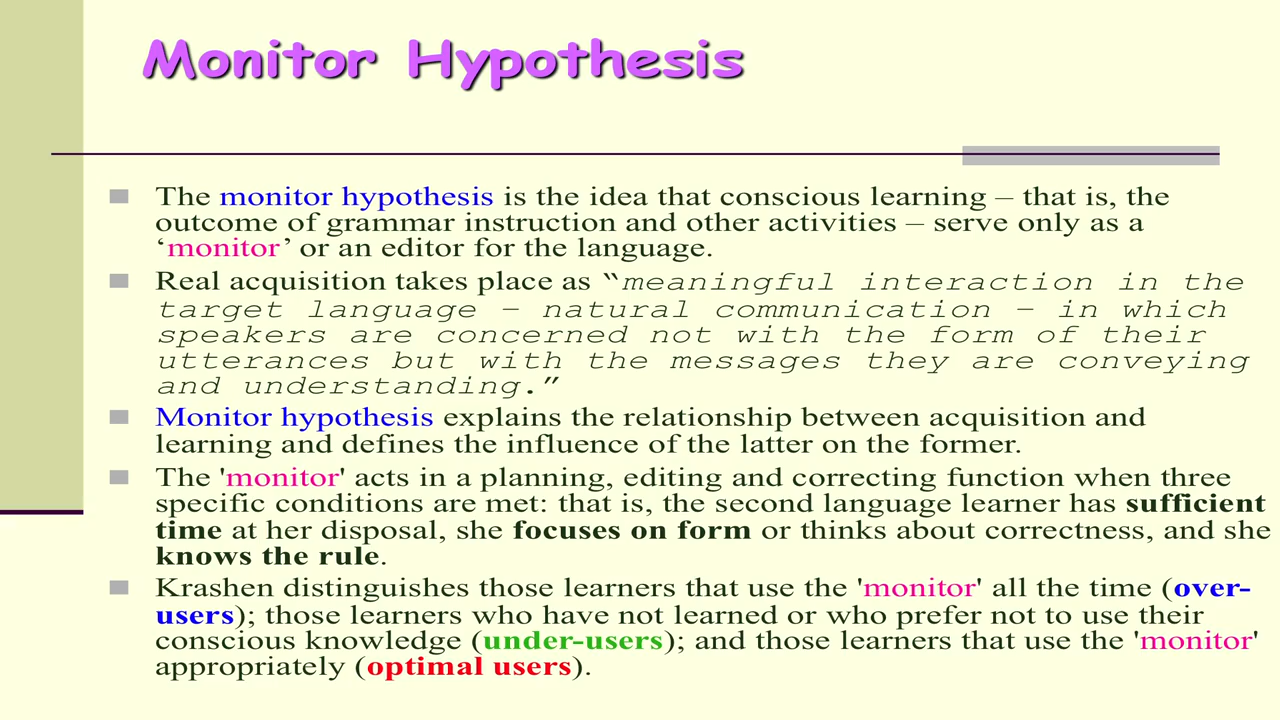 Monitor Hypothesis
The monitor hypothesis is the idea that conscious learning – that is, the
outcome of grammar instruction and other activities – serve only as a
‘monitor’ or an editor for the language.
Real acquisition takes place as “meaningful interaction in the
target language – natural communication – in which
speakers are concerned not with the form of their
utterances but with the messages they are conveying
and understanding.”
Monitor hypothesis explains the relationship between acquisition and
learning and defines the influence of the latter on the former.
The 'monitor' acts in a planning, editing and correcting function when three
specific conditions are met: that is, the second language learner has sufficient
time at her disposal, she focuses on form or thinks about correctness, and she
knows the rule.
Krashen distinguishes those learners that use the 'monitor' all the time (over-
users); those learners who have not learned or who prefer not to use their
conscious knowledge (under-users); and those learners that use the 'monitor'
appropriately (optimal users).